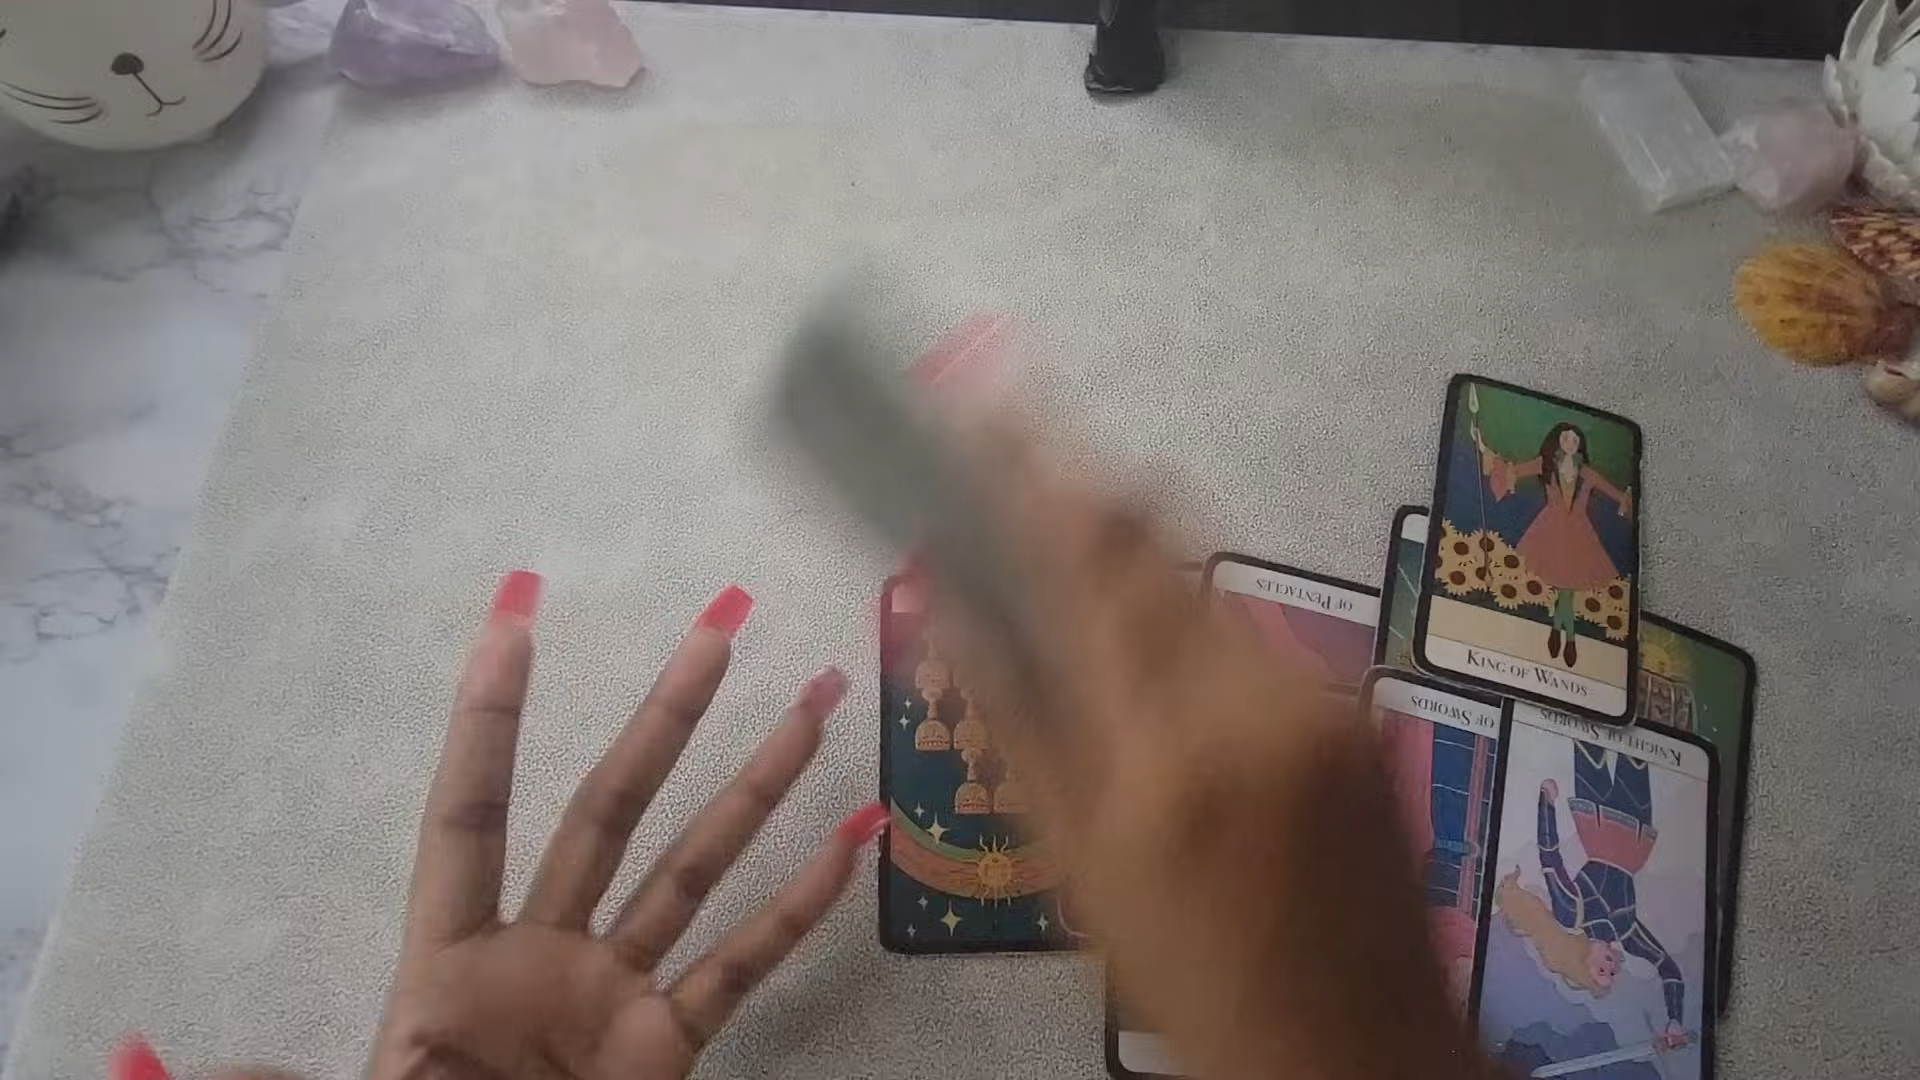 OF PENTACLES
KING OF WANDS
OF SWORDS
KNIGHT OF SWORDS